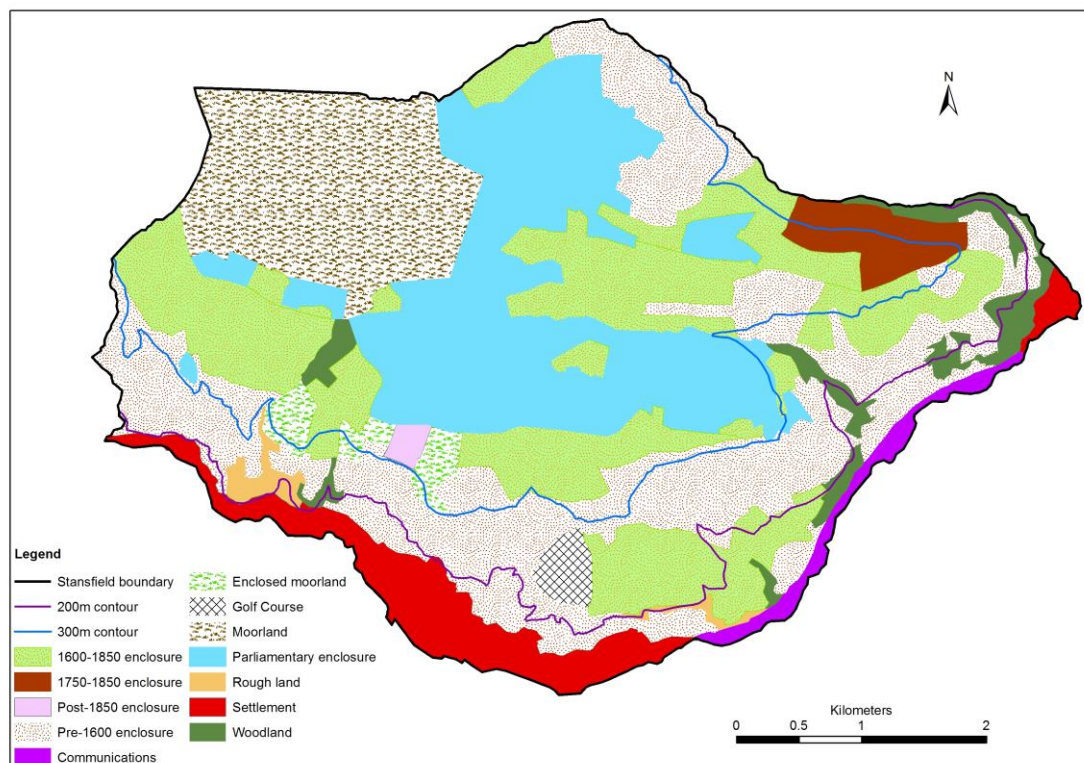 N
Legend
Stansfield boundary
200m contour
300m contour
1600-1850 enclosure
1750-1850 enclosure
Post-1850 enclosure
Pre-1600 enclosure
Communications
Enclosed moorland
Golf Course
Moorland
Parliamentary enclosure
Rough land
Settlement
Woodland
Kilometers
0 0.5 1 2